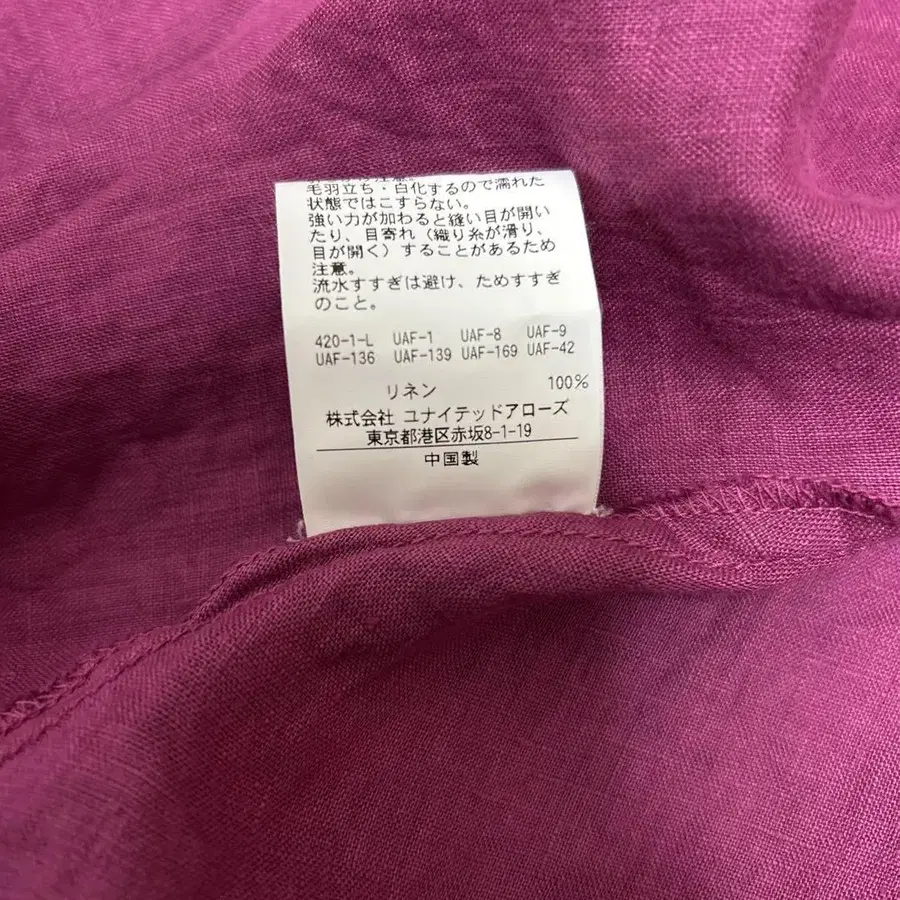 毛羽立ち・白化するので濡れた
状態ではこすらない。
強い力が加わると縫い目が開い
たり、目寄れ（織り糸が滑り、
目が開く）することがあるため
注意。
流水すすぎは避け、ためすすぎ
のこと。
420-1-L UAF-1 UAF-8 UAF-9
UAF-136 UAF-139 UAF-169 UAF-42
リネン 100%
株式会社 ユナイテッドアローズ
東京都港区赤坂8-1-19
中国製